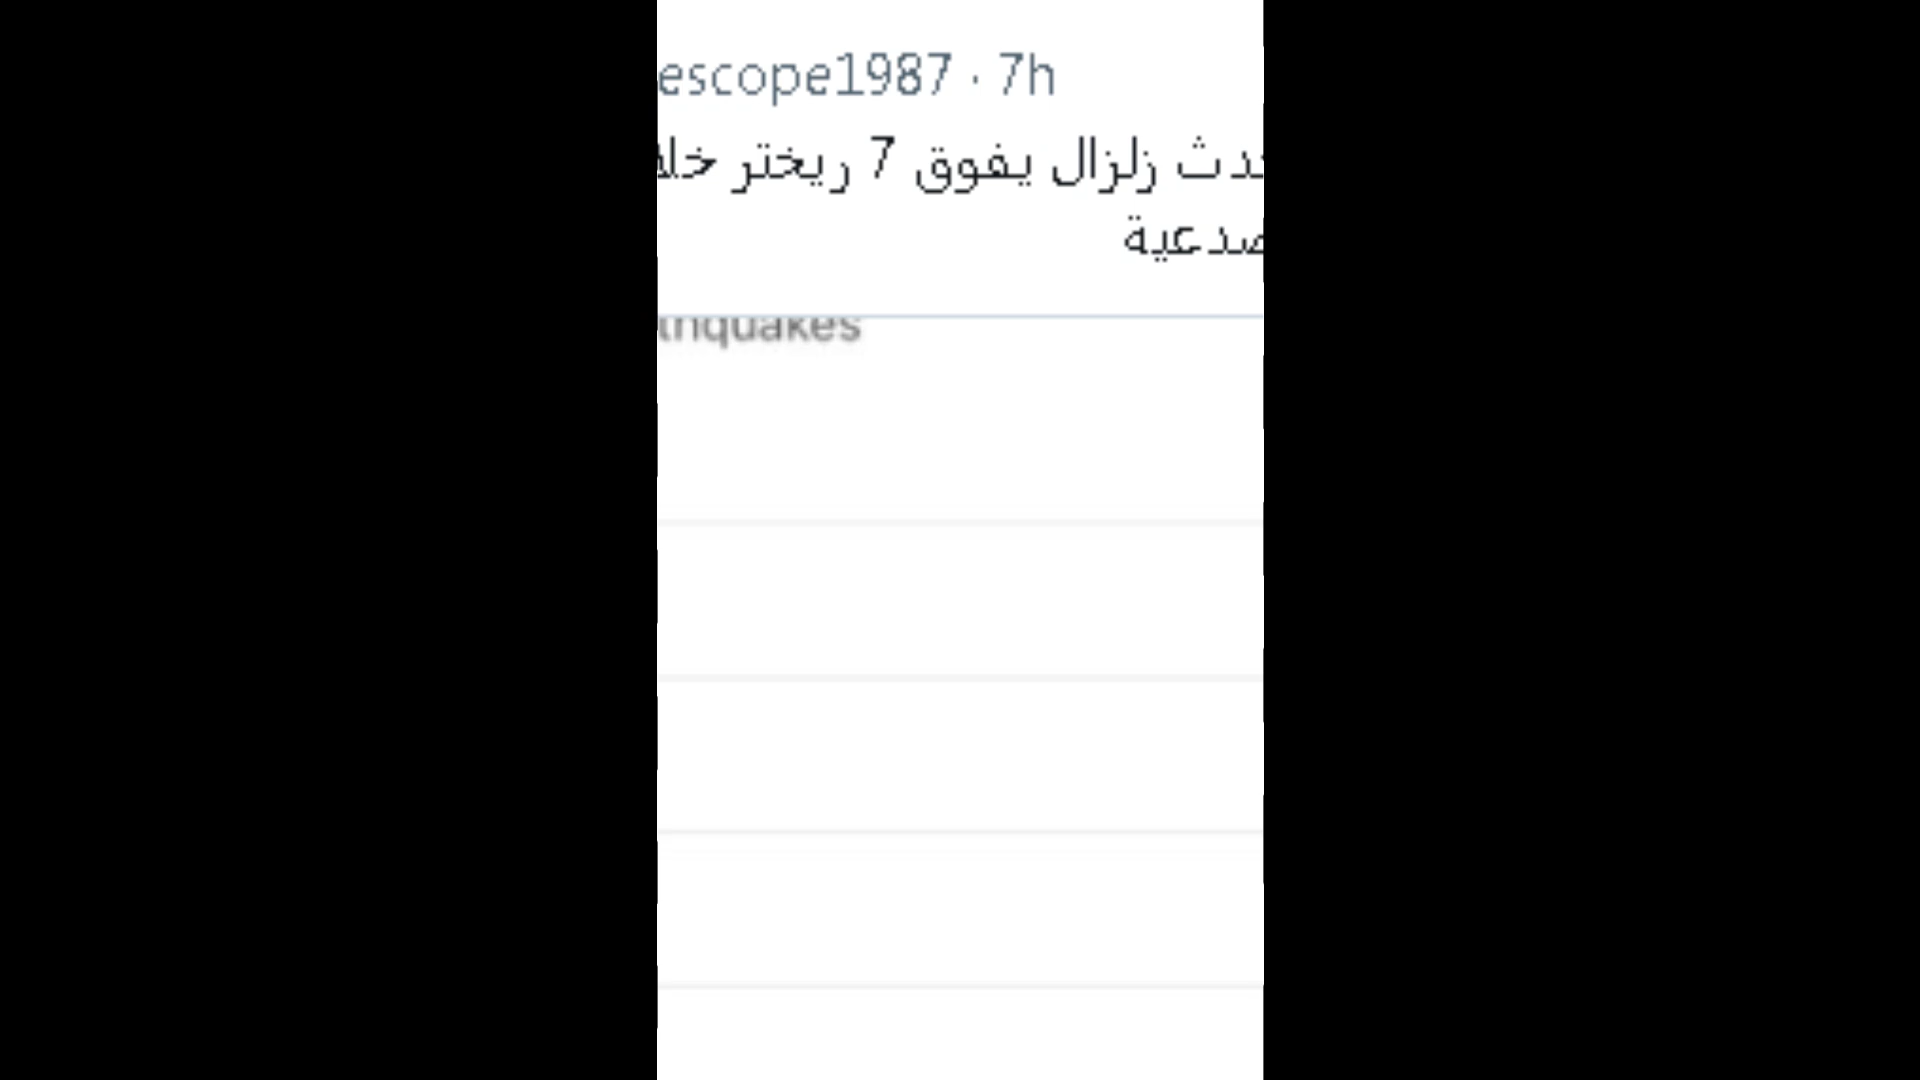 escope1987 · 7h
دث زلزال يفوق 7 ريختر خلا
صدعية
thquakes